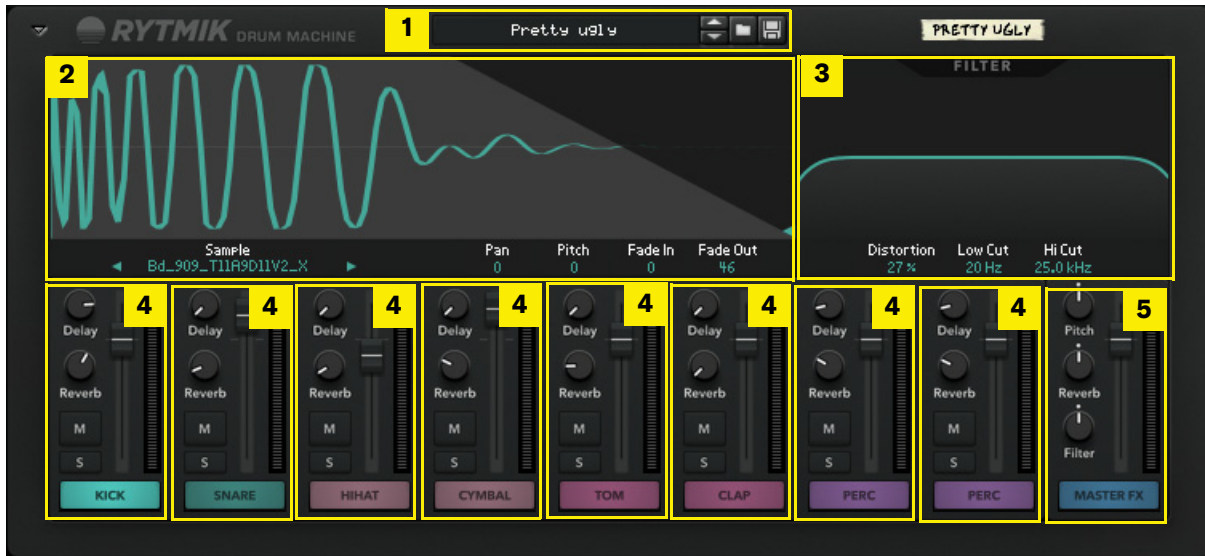 1
Pretty ugly
RYTMIK DRUM MACHINE
PRETTY UGLY
2
3
FILTER
Sample
Bd_909_T11A9D11V2_X
Pan
0
Pitch
0
Fade In
0
Fade Out
46
Distortion
27 %
Low Cut
20 Hz
Hi Cut
25.0 kHz
4 4 4 4 4 4 4 4 5
Delay Delay Delay Delay Delay Delay Delay Delay Pitch
Reverb Reverb Reverb Reverb Reverb Reverb Reverb Reverb Reverb
M M M M M M M M
Filter
S S S S S S S S
KICK SNARE HIHAT CYMBAL TOM CLAP PERC PERC MASTER FX